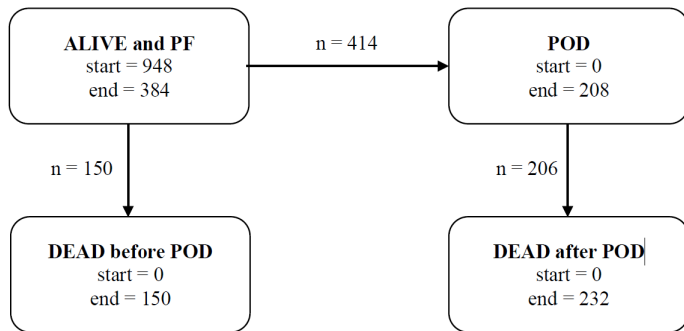 ALIVE and PF
start = 948
end = 384
n = 414
POD
start = 0
end = 208
n = 150
n = 206
DEAD before POD
start = 0
end = 150
DEAD after POD
start = 0
end = 232